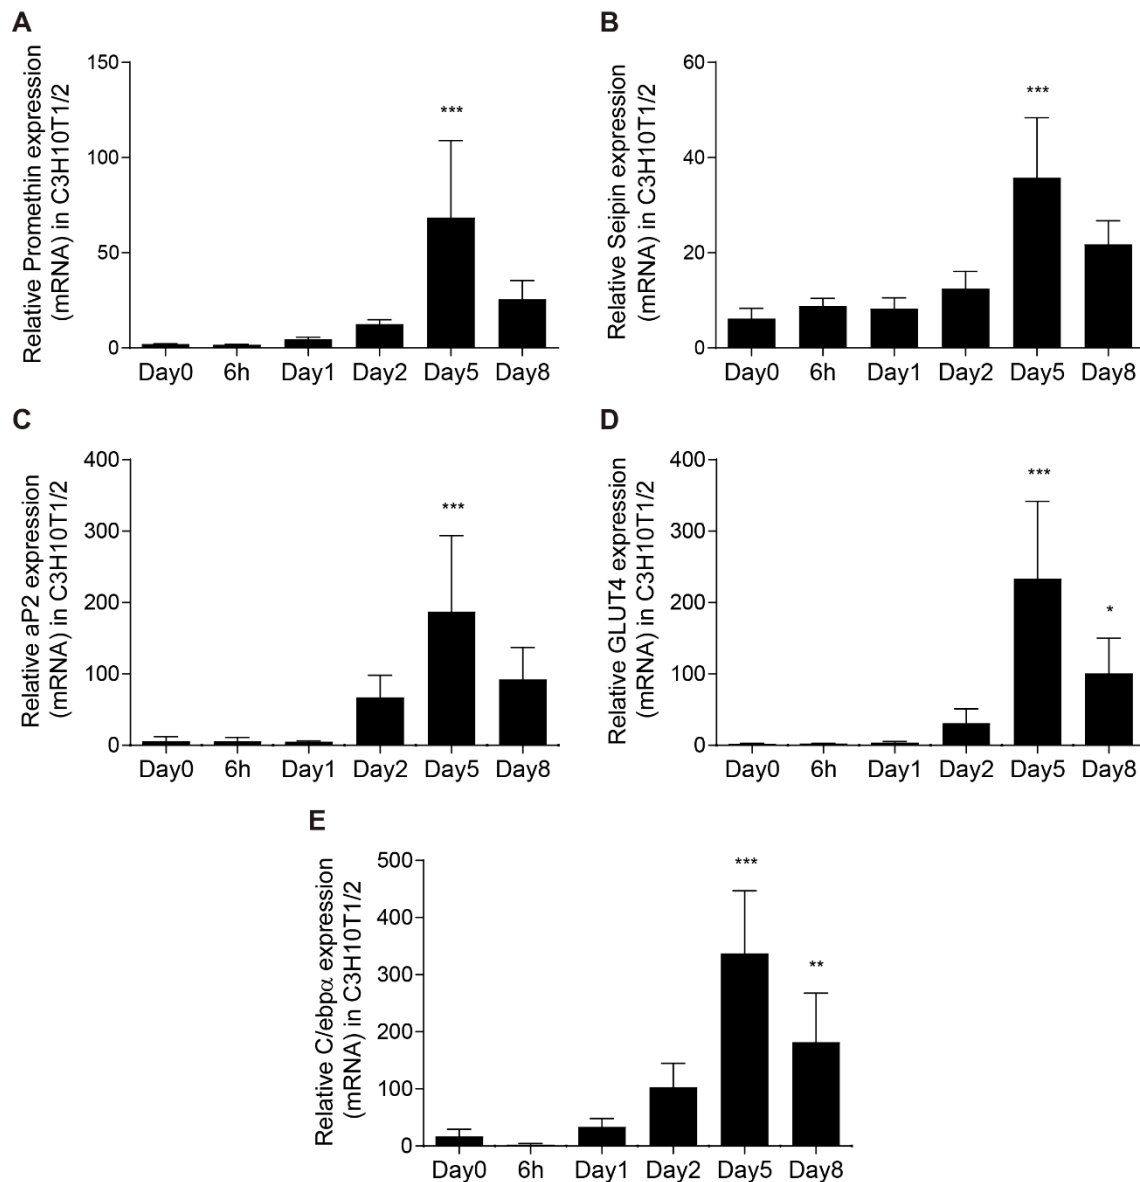 A
Relative Promethin expression
(mRNA) in C3H10T1/2
150
100
50
0
***
Day0 6h Day1 Day2 Day5 Day8
B
Relative Seipin expression
(mRNA) in C3H10T1/2
60
40
20
0
***
Day0 6h Day1 Day2 Day5 Day8
C
Relative aP2 expression
(mRNA) in C3H10T1/2
400
300
200
100
0
***
Day0 6h Day1 Day2 Day5 Day8
D
Relative GLUT4 expression
(mRNA) in C3H10T1/2
400
300
200
100
0
***
*
Day0 6h Day1 Day2 Day5 Day8
E
Relative C/ebpα expression
(mRNA) in C3H10T1/2
500
400
300
200
100
0
***
**
Day0 6h Day1 Day2 Day5 Day8